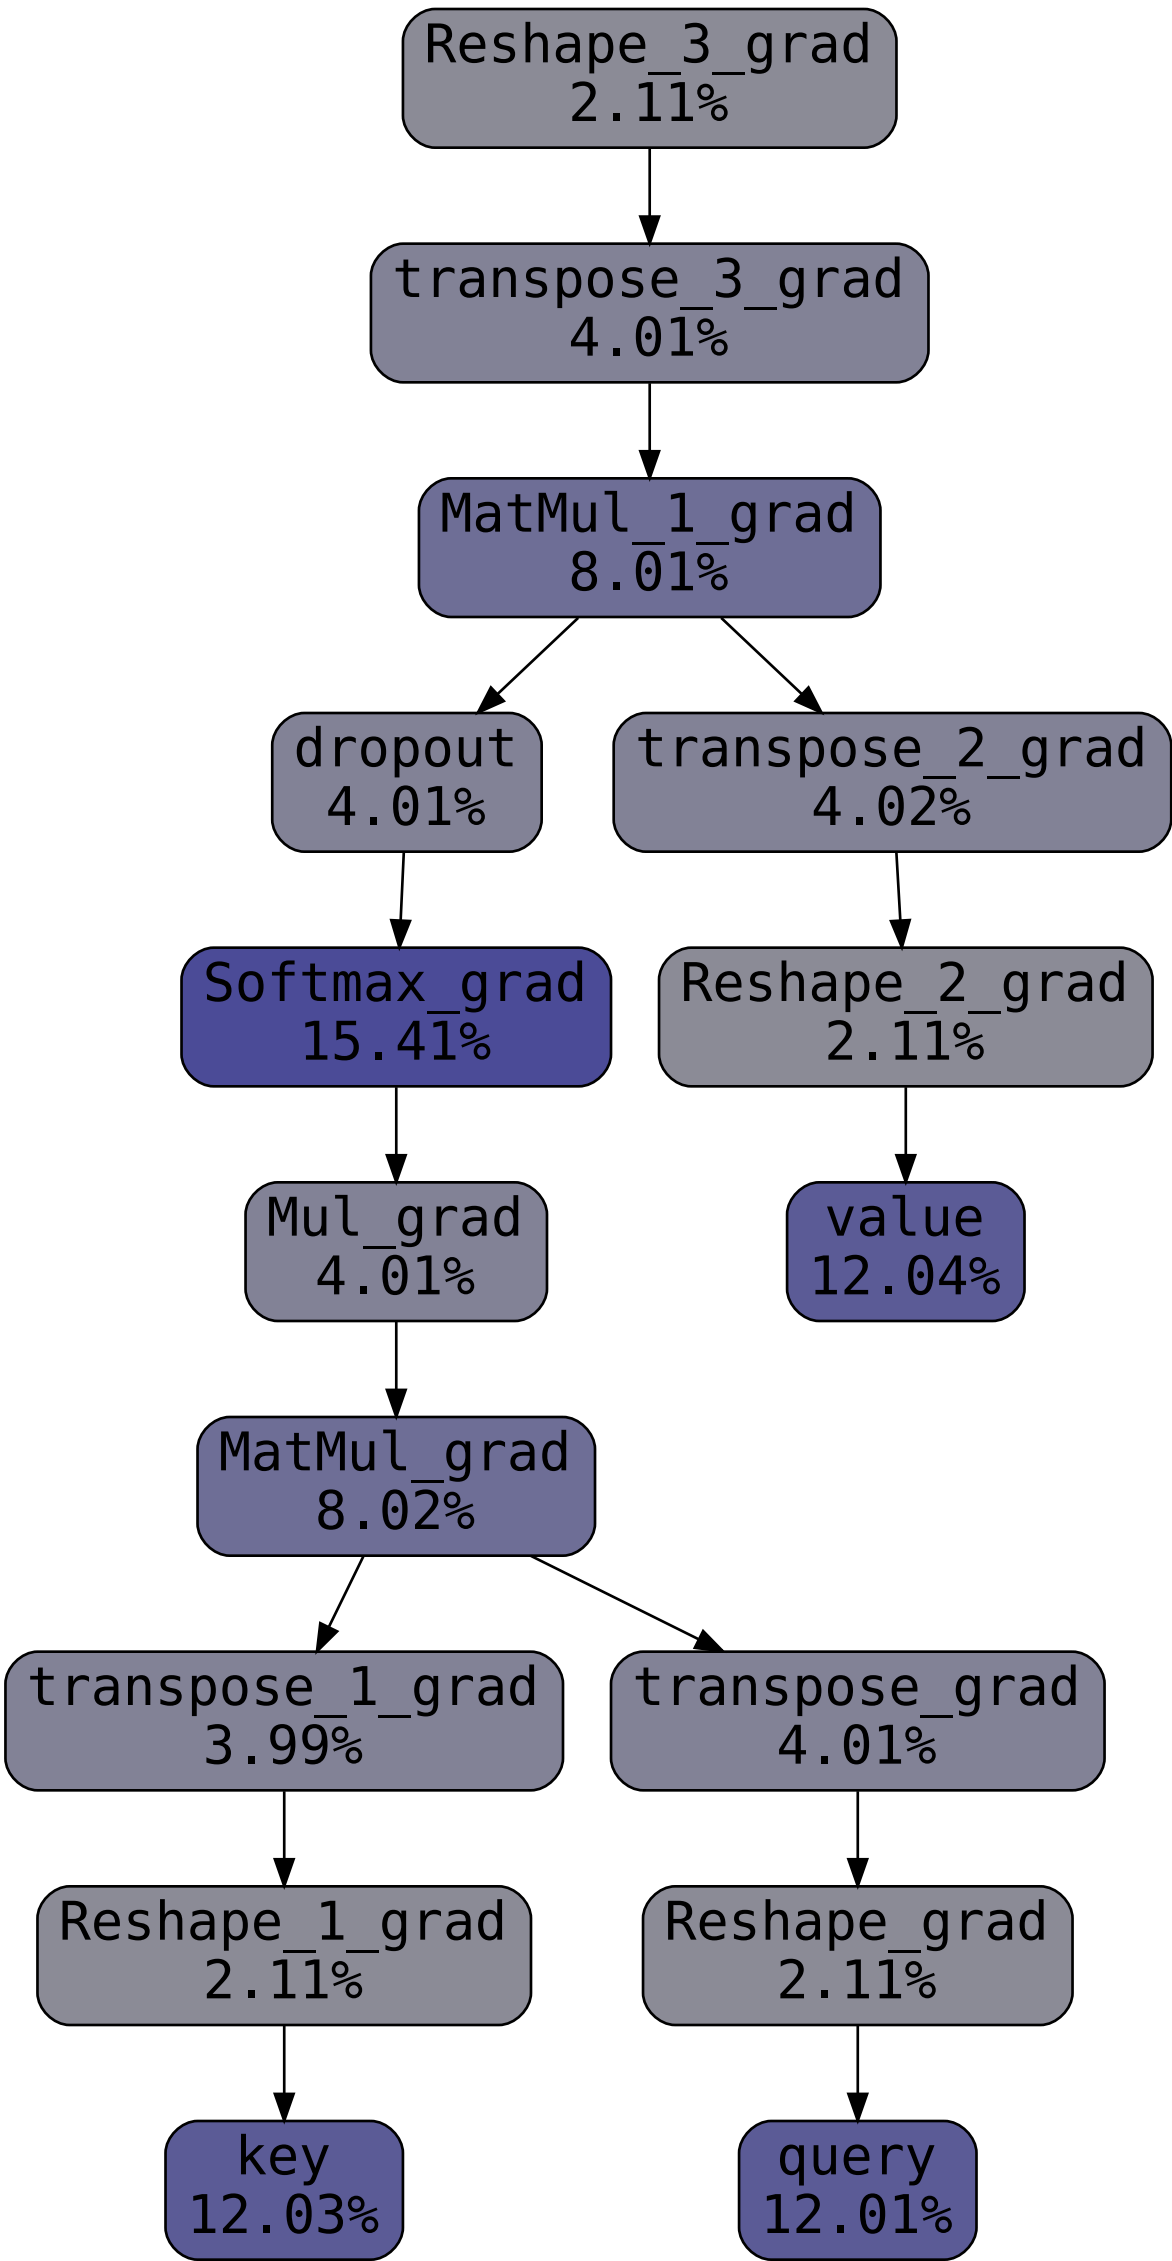 Reshape_3_grad
2.11%
transpose_3_grad
4.01%
MatMul_1_grad
8.01%
dropout
4.01%
transpose_2_grad
4.02%
Softmax_grad
15.41%
Reshape_2_grad
2.11%
Mul_grad
4.01%
value
12.04%
MatMul_grad
8.02%
transpose_1_grad
3.99%
transpose_grad
4.01%
Reshape_1_grad
2.11%
Reshape_grad
2.11%
key
12.03%
query
12.01%